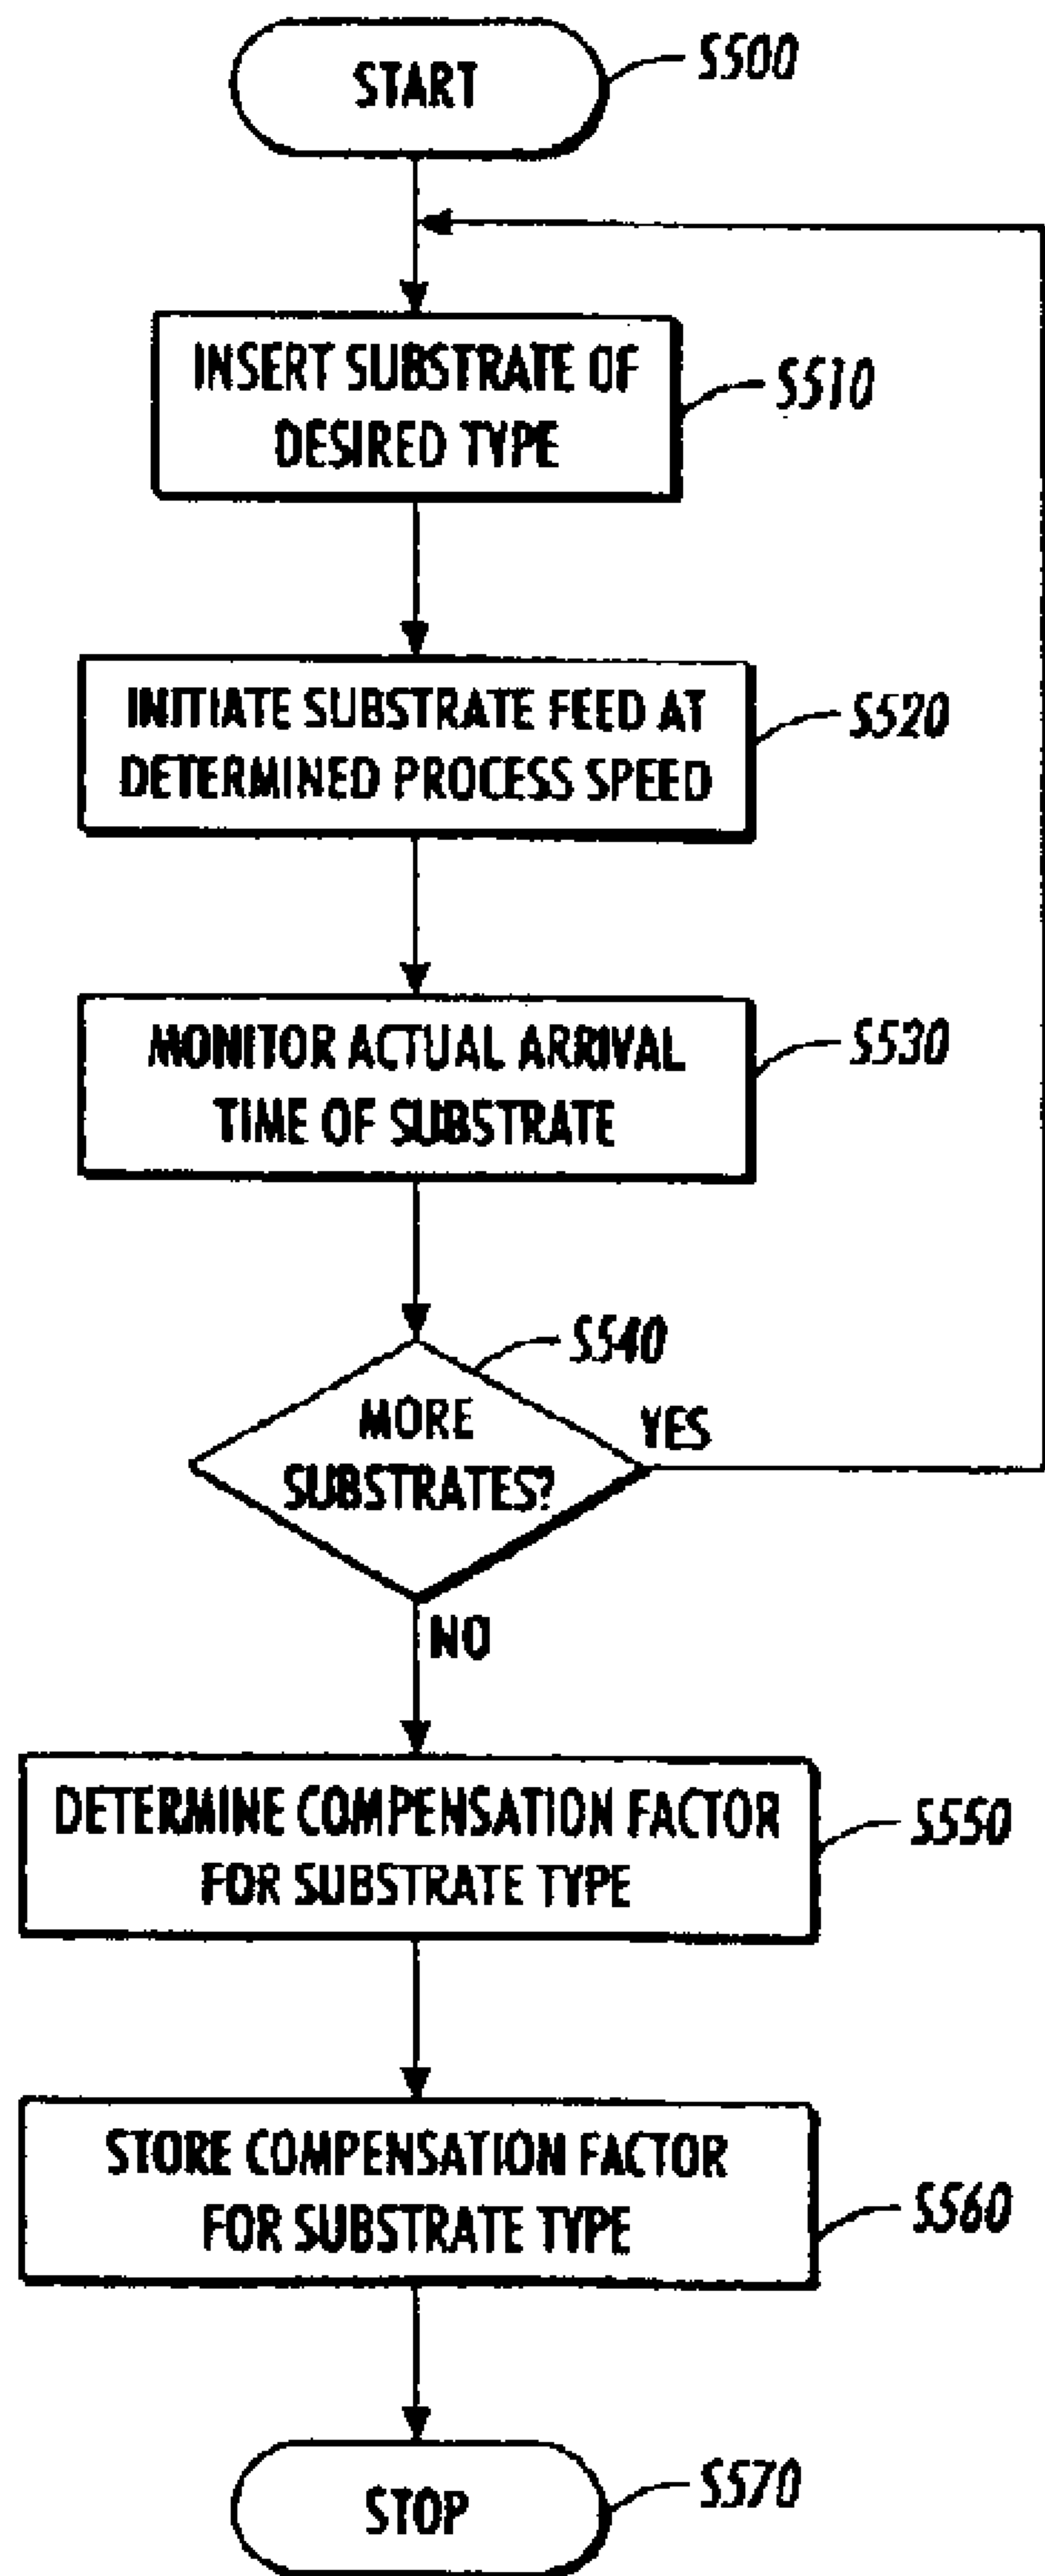 START
S500
INSERT SUBSTRATE OF
DESIRED TYPE
S510
INITIATE SUBSTRATE FEED AT
DETERMINED PROCESS SPEED
S520
MONITOR ACTUAL ARRIVAL
TIME OF SUBSTRATE
S530
S540
MORE
SUBSTRATES?
YES
NO
DETERMINE COMPENSATION FACTOR
FOR SUBSTRATE TYPE
S550
STORE COMPENSATION FACTOR
FOR SUBSTRATE TYPE
S560
STOP
S570